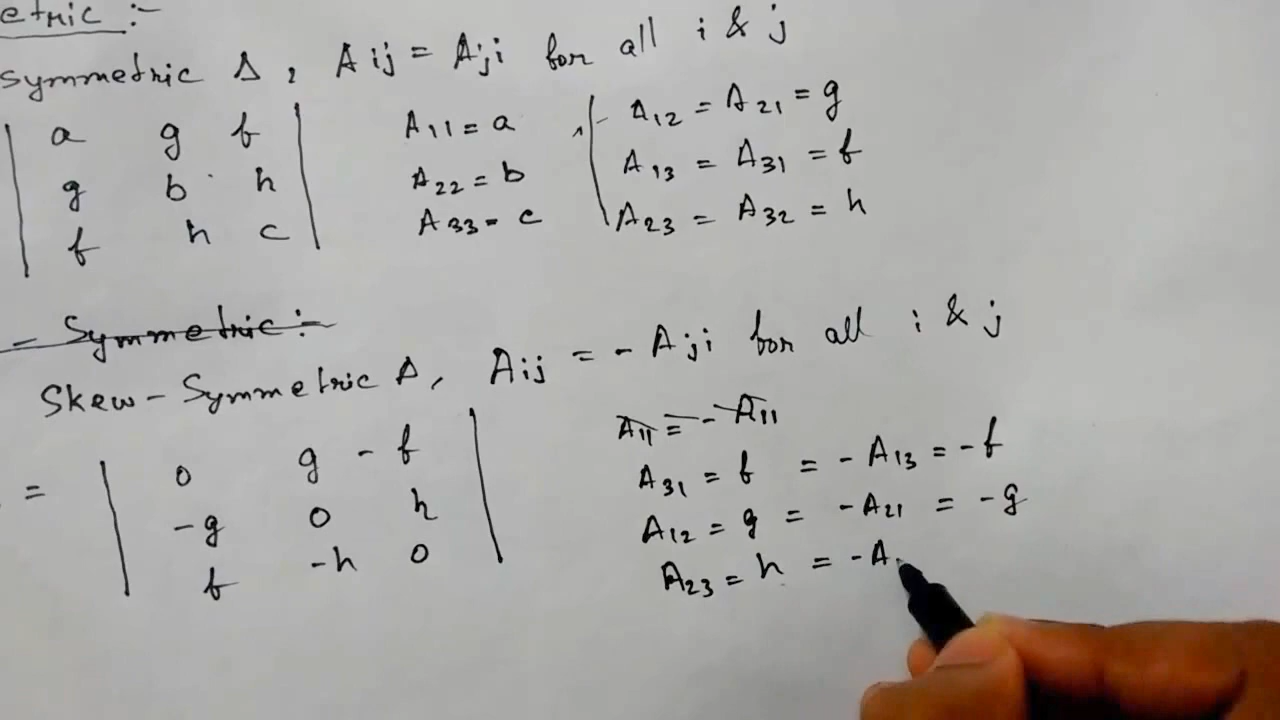 etric :-
Symmetric Δ, Aij = Aji for all i & j
a g f A11 = a A12 = A21 = g
g b h A22 = b A13 = A31 = f
f h c A33 = c A23 = A32 = h
- Symmetric :-
Skew - Symmetric Δ, Aij = - Aji for all i & j
A11 = - A11
= 0 g - f A31 = f = - A13 = - f
-g 0 h A12 = g = - A21 = - g
f -h 0 A23 = h = - A